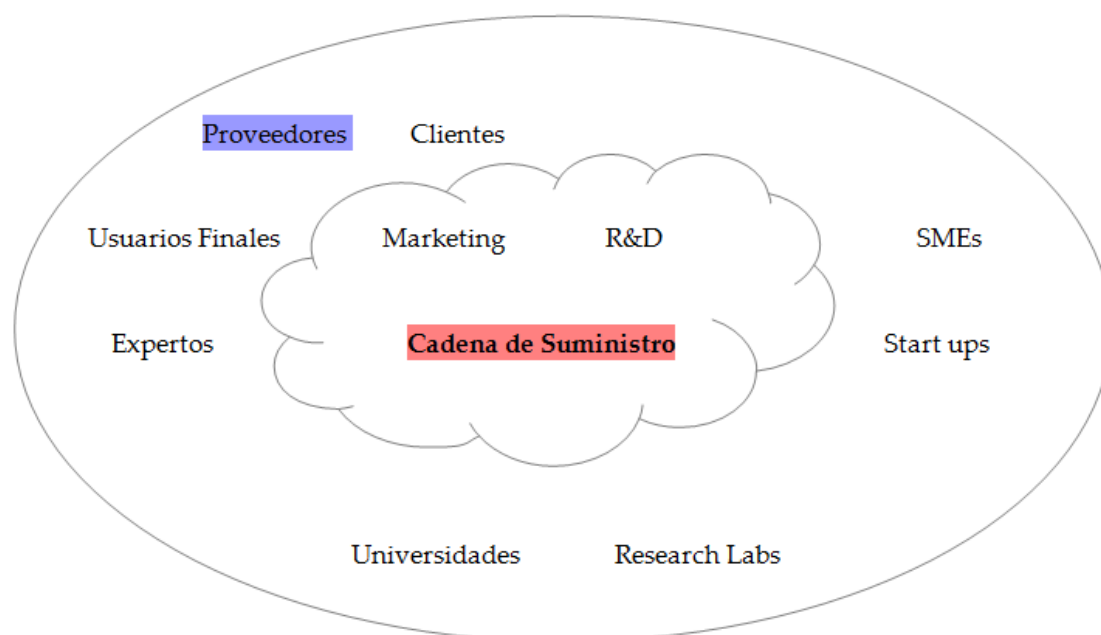 Proveedores
Clientes
Usuarios Finales
Marketing
R&D
SMEs
Expertos
Cadena de Suministro
Start ups
Universidades
Research Labs